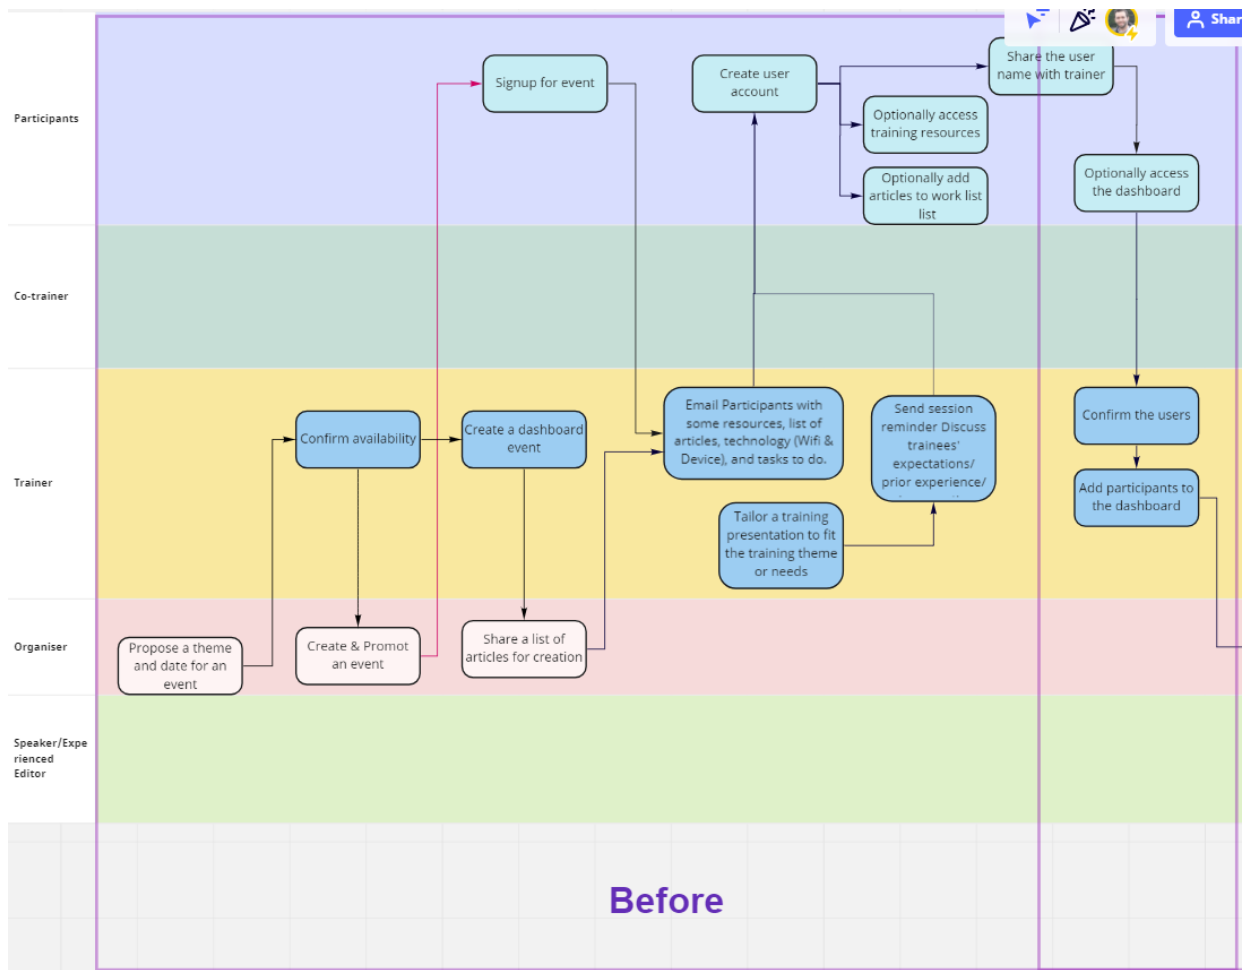 Share
Participants
Signup for event
Create user
account
Share the user
name with trainer
Optionally access
training resources
Optionally add
articles to work list
list
Optionally access
the dashboard
Co-trainer
Trainer
Confirm availability
Create a dashboard
event
Email Participants with
some resources, list of
articles, technology (Wifi &
Device), and tasks to do.
Send session
reminder Discuss
trainees'
expectations/
prior experience/
Tailor a training
presentation to fit
the training theme
or needs
Confirm the users
Add participants to
the dashboard
Organiser
Propose a theme
and date for an
event
Create & Promot
an event
Share a list of
articles for creation
Speaker/Expe
rienced
Editor
Before